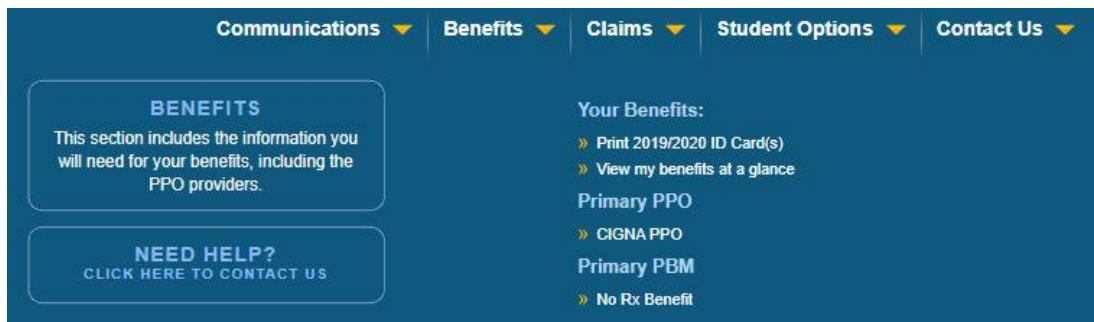 Communications Benefits Claims Student Options Contact Us
BENEFITS
This section includes the information you
will need for your benefits, including the
PPO providers.
NEED HELP?
CLICK HERE TO CONTACT US
Your Benefits:
» Print 2019/2020 ID Card(s)
» View my benefits at a glance
Primary PPO
» CIGNA PPO
Primary PBM
» No Rx Benefit